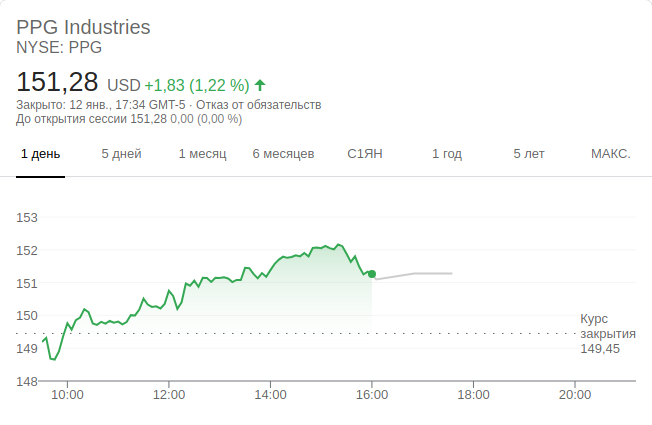 PPG Industries
NYSE: PPG
151,28 USD +1,83 (1,22 %)
Закрыто: 12 янв., 17:34 GMT-5 · Отказ от обязательств
До открытия сессии 151,28 0,00 (0,00 %)
1 день 5 дней 1 месяц 6 месяцев С1ЯН 1 год 5 лет МАКС.
153
152
151
150
149
148
Курс
закрытия
149,45
10:00 12:00 14:00 16:00 18:00 20:00